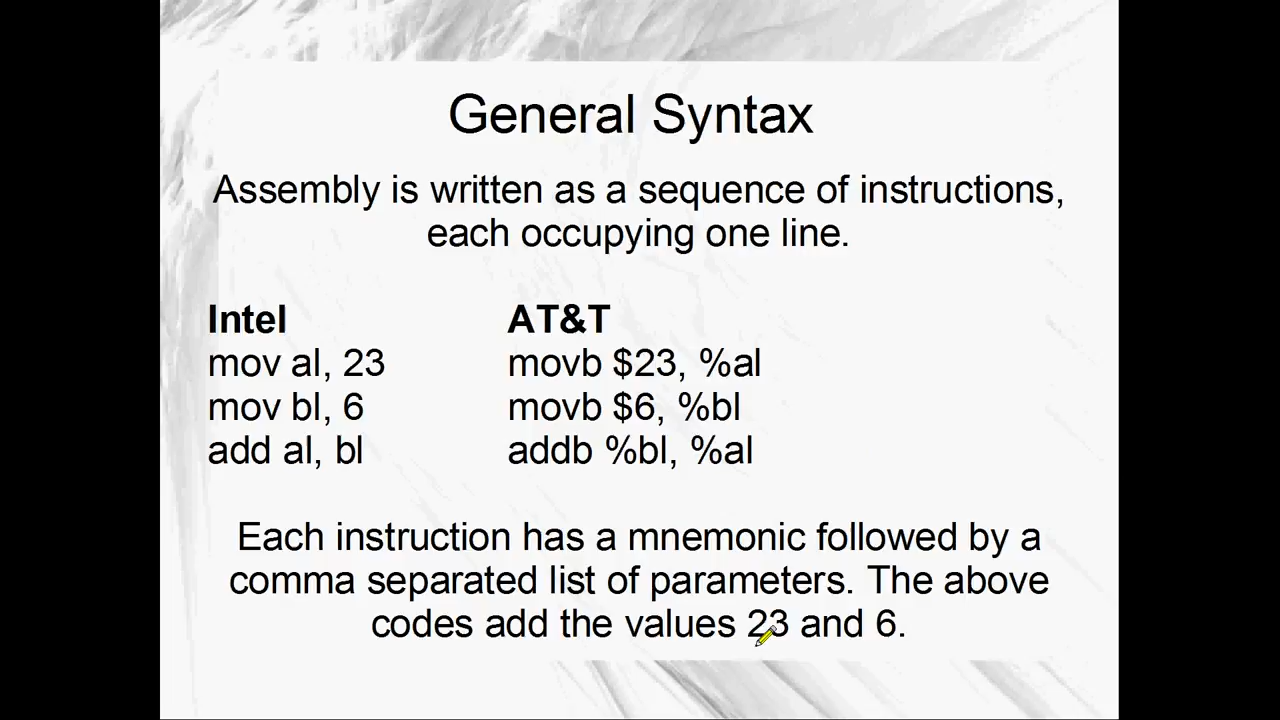 General Syntax
Assembly is written as a sequence of instructions,
each occupying one line.
Intel AT&T
mov al, 23 movb $23, %al
mov bl, 6 movb $6, %bl
add al, bl addb %bl, %al
Each instruction has a mnemonic followed by a
comma separated list of parameters. The above
codes add the values 23 and 6.